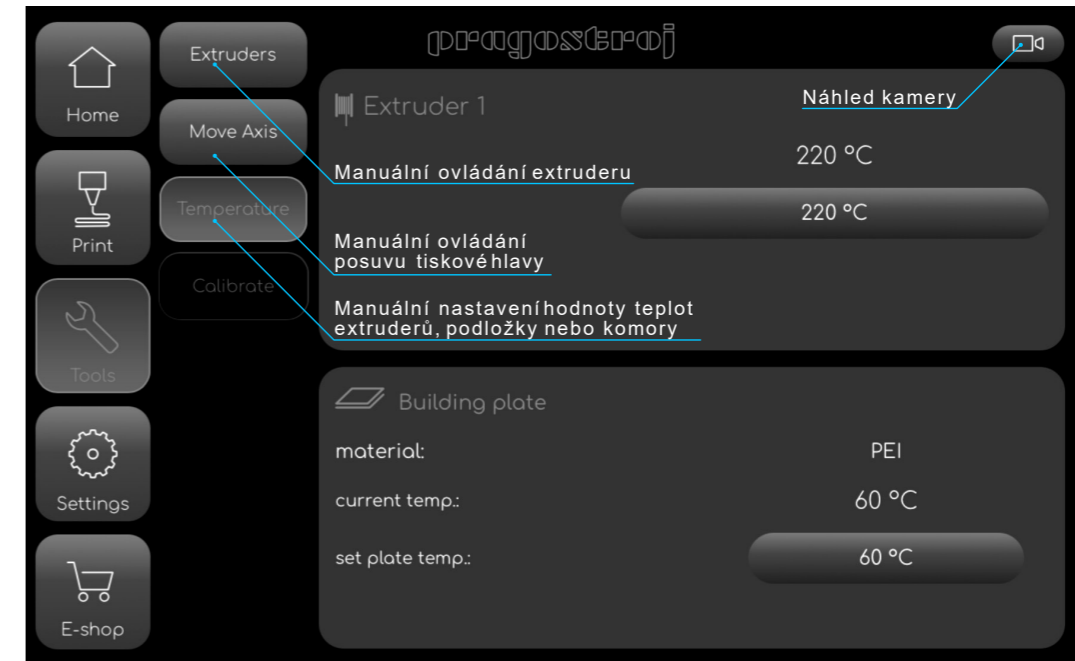 pragostroj
Home
Print
Tools
Settings
E-shop
Extruders
Move Axis
Temperature
Calibrate
Extruder 1
Náhled kamery
220 °C
Manuální ovládání extruderu
220 °C
Manuální ovládání
posuvu tiskové hlavy
Manuální nastavení hodnoty teplot
extruderů, podložky nebo komory
Building plate
material: PEI
current temp.: 60 °C
set plate temp.: 60 °C